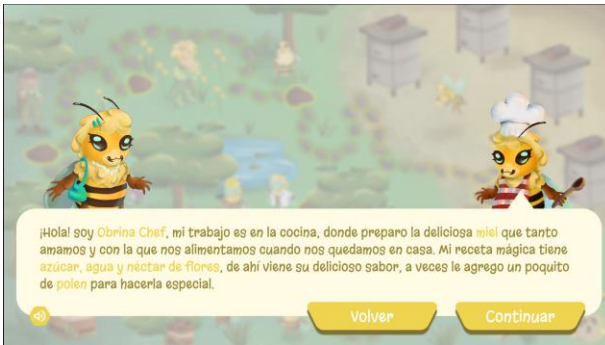 ¡Hola! soy Obrina Chef, mi trabajo es en la cocina, donde preparo la deliciosa miel que tanto
amamos y con la que nos alimentamos cuando nos quedamos en casa. Mi receta mágica tiene
azúcar, agua y néctar de flores, de ahí viene su delicioso sabor, a veces le agrego un poquito
de polen para hacerla especial.
Volver
Continuar